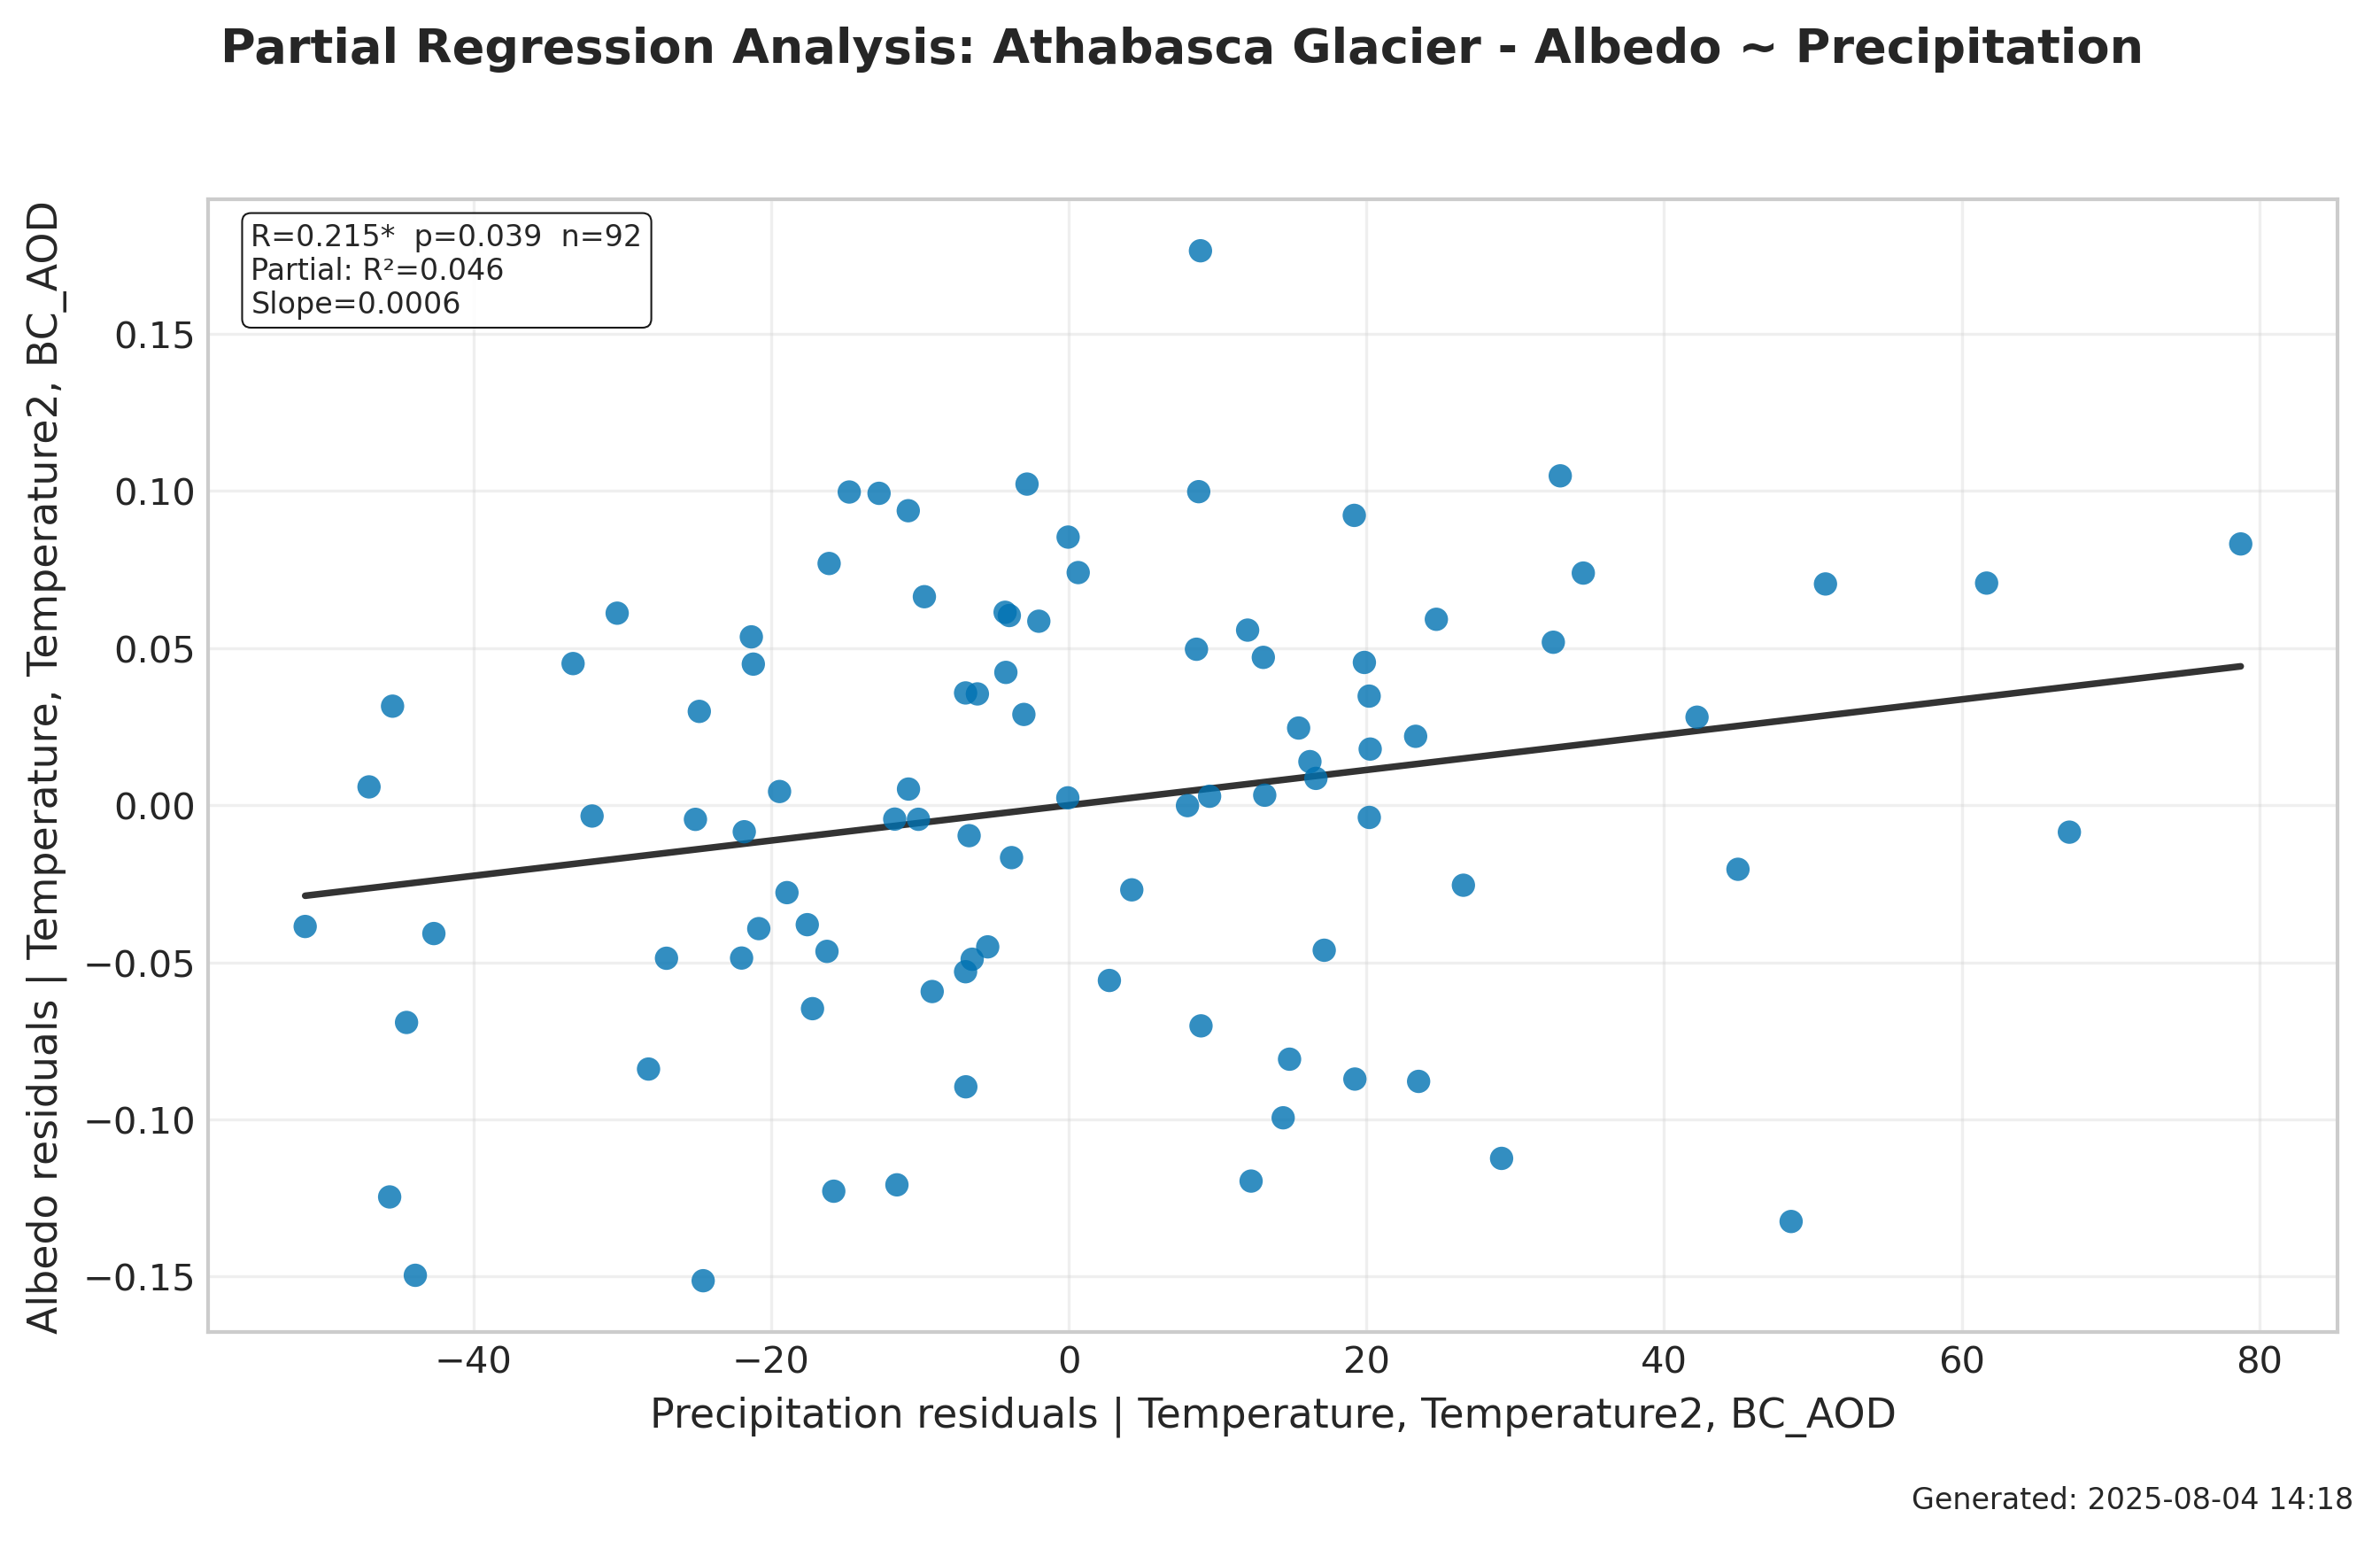 Partial Regression Analysis: Athabasca Glacier - Albedo ~ Precipitation
R=0.215*  p=0.039  n=92
Partial: R²=0.046
Slope=0.0006
Albedo residuals | Temperature, Temperature2, BC_AOD
0.15
0.10
0.05
0.00
−0.05
−0.10
−0.15
−40
−20
0
20
40
60
80
Precipitation residuals | Temperature, Temperature2, BC_AOD
Generated: 2025-08-04 14:18